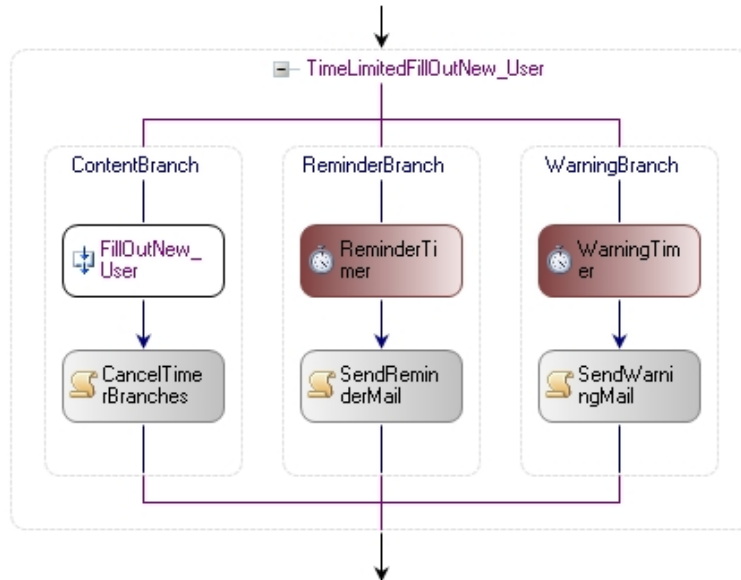 TimeLimitedFillOutNew_User
ContentBranch
ReminderBranch
WarningBranch
FillOutNew_
User
ReminderTi
mer
WarningTim
er
CancelTime
rBranches
SendRemin
derMail
SendWarni
ngMail